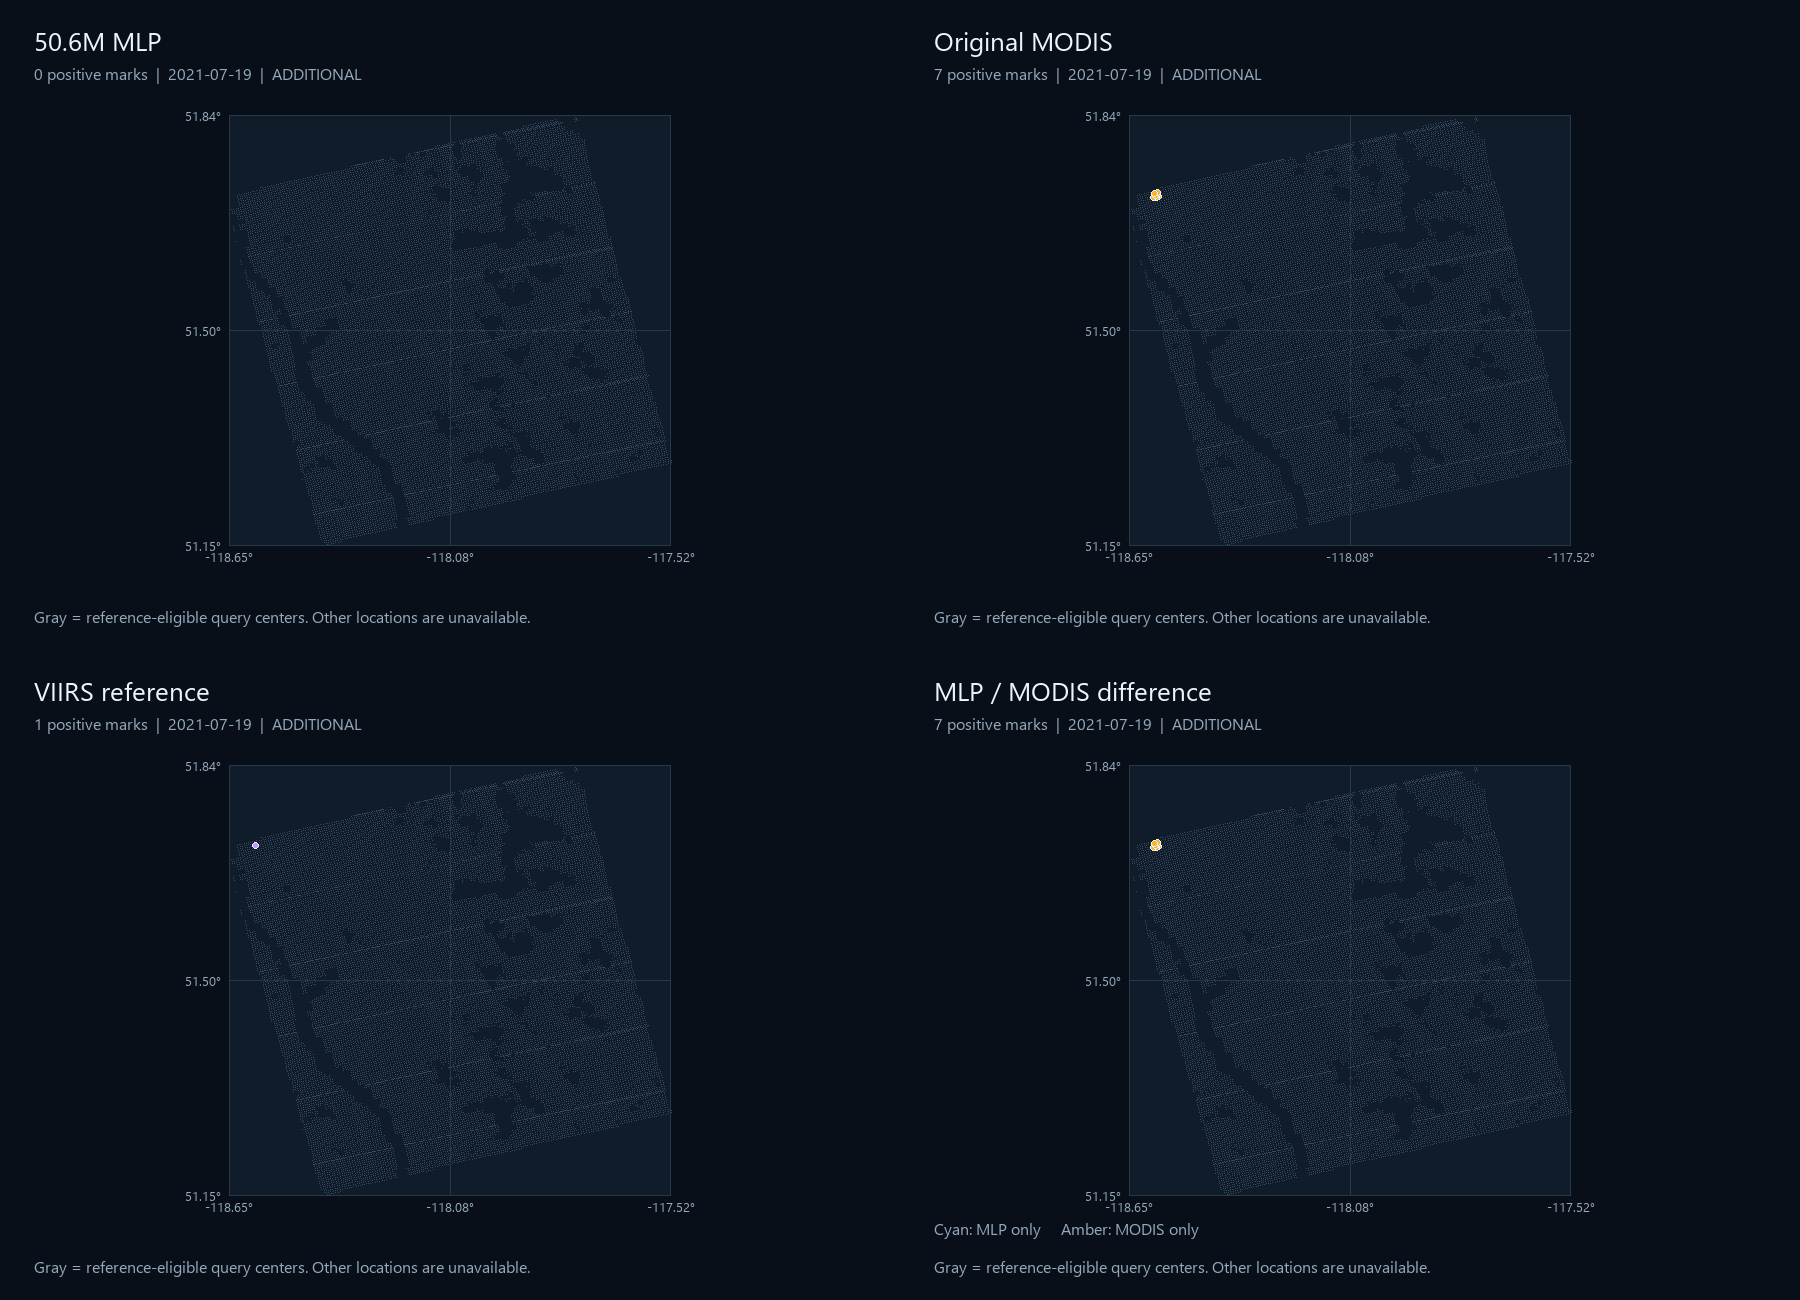 50.6M MLP
0 positive marks | 2021-07-19 | ADDITIONAL
51.84°
51.50°
51.15°
-118.65°
-118.08°
-117.52°
Gray = reference-eligible query centers. Other locations are unavailable.
Original MODIS
7 positive marks | 2021-07-19 | ADDITIONAL
51.84°
51.50°
51.15°
-118.65°
-118.08°
-117.52°
Gray = reference-eligible query centers. Other locations are unavailable.
VIIRS reference
1 positive marks | 2021-07-19 | ADDITIONAL
51.84°
51.50°
51.15°
-118.65°
-118.08°
-117.52°
Gray = reference-eligible query centers. Other locations are unavailable.
MLP / MODIS difference
7 positive marks | 2021-07-19 | ADDITIONAL
51.84°
51.50°
51.15°
-118.65°
-118.08°
-117.52°
Cyan: MLP only Amber: MODIS only
Gray = reference-eligible query centers. Other locations are unavailable.